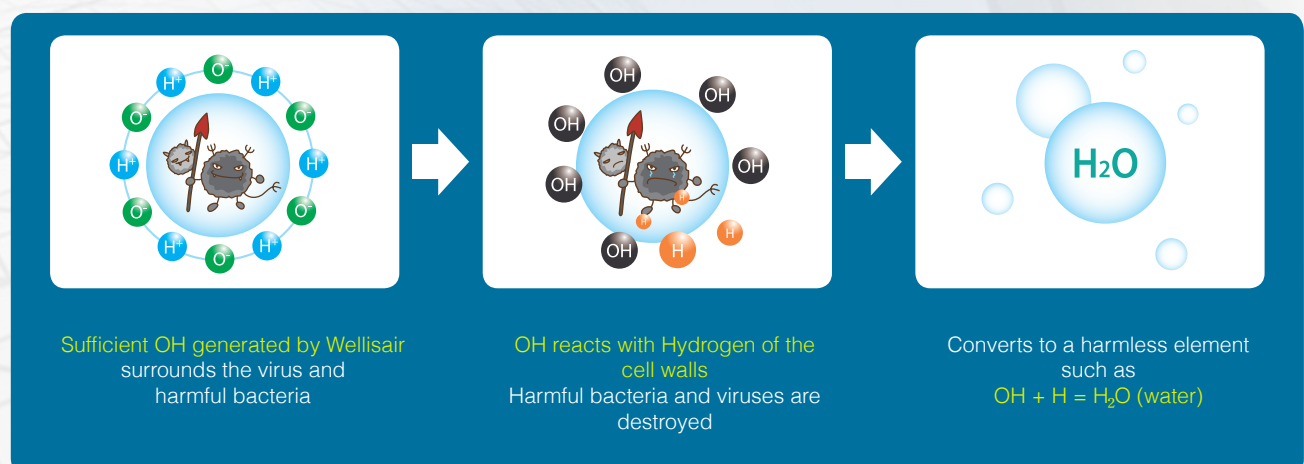 O⁻
H⁺
H⁺
O⁻
O⁻
H⁺
H⁺
O⁻
O⁻
H⁺
H⁺
O⁻
OH
OH
OH
OH
OH
H
H
OH
H
H
H₂O
Sufficient OH generated by Wellisair
surrounds the virus and
harmful bacteria
OH reacts with Hydrogen of the
cell walls
Harmful bacteria and viruses are
destroyed
Converts to a harmless element
such as
OH + H = H₂O (water)